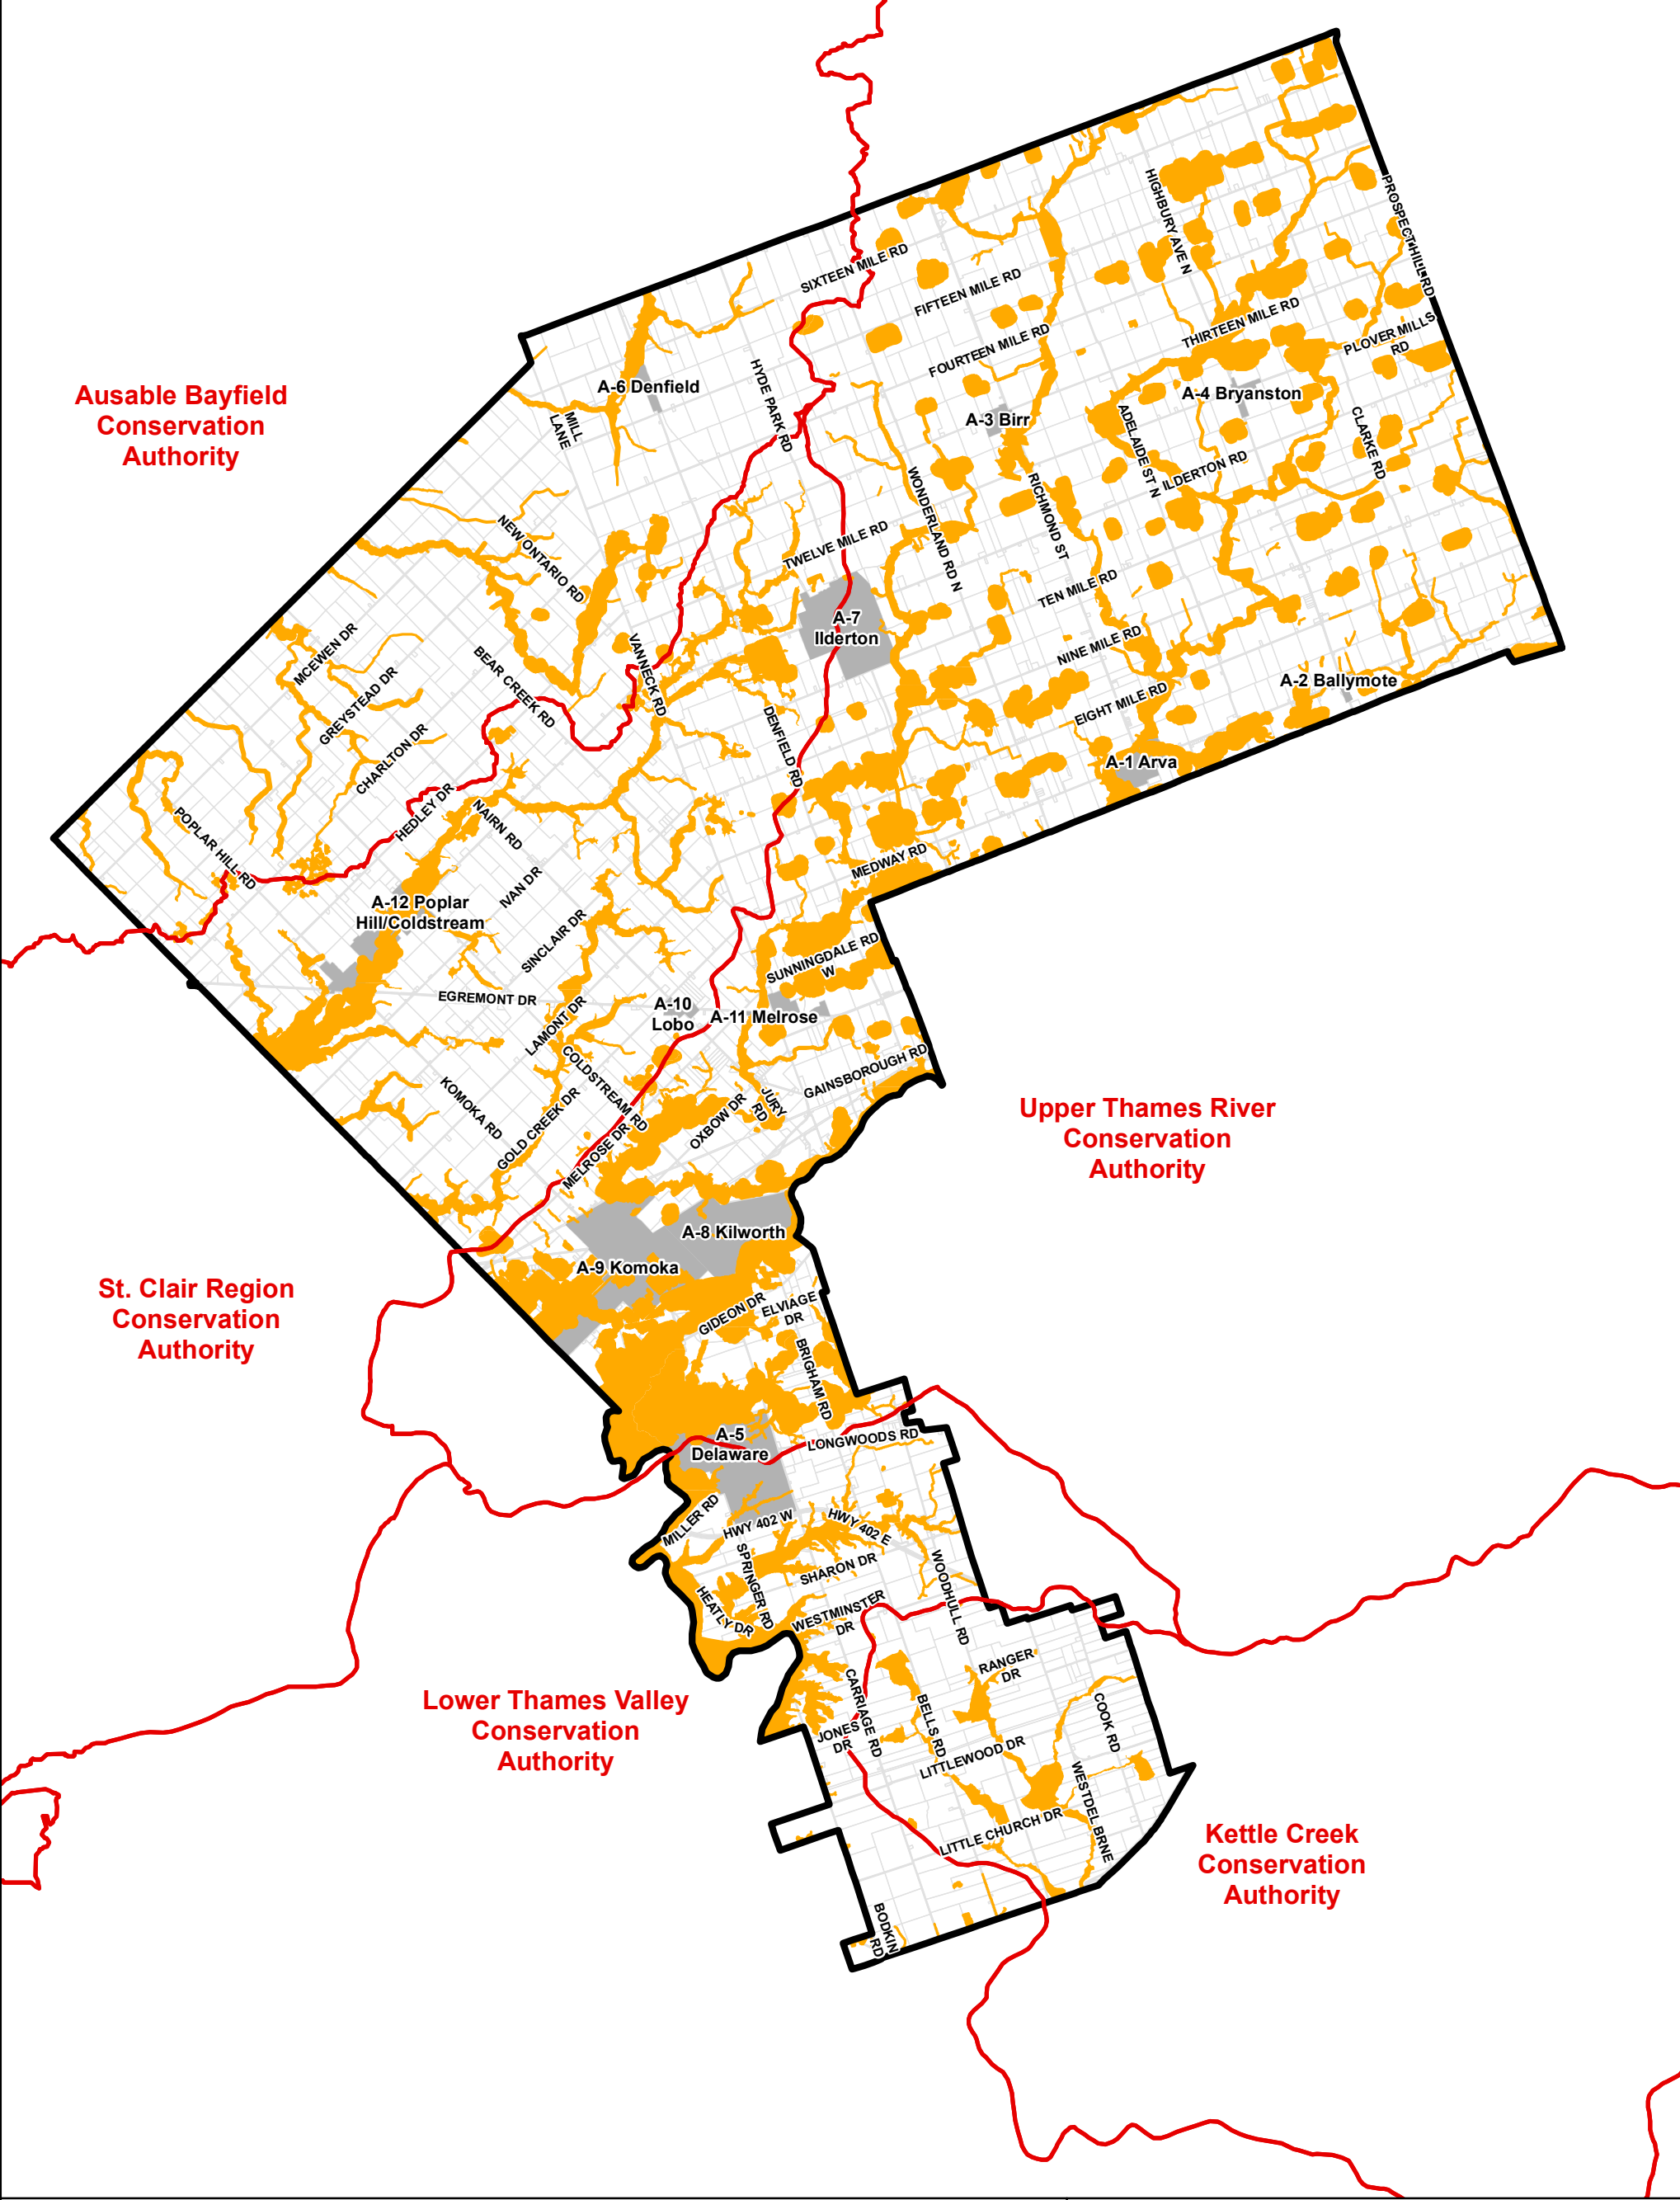 HIGHBURY AVE N
PROSPECT HILL RD
SIXTEEN MILE RD
FIFTEEN MILE RD
THIRTEEN MILE RD
PLOVER MILLS
RD
FOURTEEN MILE RD
Ausable Bayfield
Conservation
Authority
A-6 Denfield
HYDE PARK RD
MILL
LANE
A-4 Bryanston
A-3 Birr
ADELAIDE ST N
CLARKE RD
ILDERTON RD
WONDERLAND RD N
RICHMOND ST
NEW ONTARIO RD
TWELVE MILE RD
TEN MILE RD
A-7
Ilderton
NINE MILE RD
MCEWEN DR
GREYSTEAD DR
BEAR CREEK RD
VANNECK RD
A-2 Ballymote
EIGHT MILE RD
CHARLTON DR
DENFIELD RD
A-1 Arva
HEDLEY DR
NAIRN RD
POPLAR HILL RD
MEDWAY RD
IVAN DR
A-12 Poplar
Hill/Coldstream
SINCLAIR DR
SUNNINGDALE RD
W
EGREMONT DR
A-10
Lobo
A-11 Melrose
LAMONT DR
COLDSTREAM RD
GAINSBOROUGH RD
KOMOKA RD
GOLD CREEK DR
OXBOW DR
JURY
RD
MELROSE DR
Upper Thames River
Conservation
Authority
A-8 Kilworth
A-9 Komoka
St. Clair Region
Conservation
Authority
GIDEON DR
ELVIAGE
DR
BRIGHAM RD
A-5
Delaware
LONGWOODS RD
MILLER RD
HWY 402 W
HWY 402 E
SPRINGER RD
SHARON DR
WOODHULL RD
HEATLY DR
WESTMINSTER
DR
RANGER
DR
Lower Thames Valley
Conservation
Authority
CARRIAGE RD
BELLS RD
COOK RD
JONES
DR
LITTLEWOOD DR
WESTDEL BRNE
LITTLE CHURCH DR
Kettle Creek
Conservation
Authority
BODKIN
RD